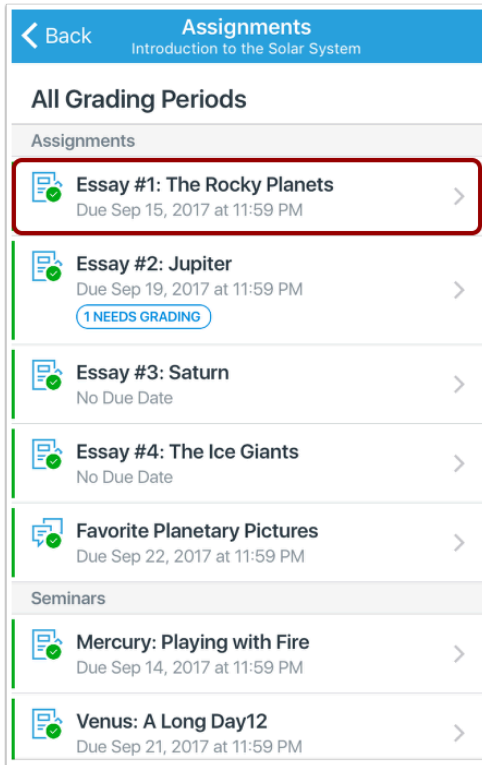 Back
Assignments
Introduction to the Solar System
All Grading Periods
Assignments
Essay #1: The Rocky Planets
Due Sep 15, 2017 at 11:59 PM
Essay #2: Jupiter
Due Sep 19, 2017 at 11:59 PM
1 NEEDS GRADING
Essay #3: Saturn
No Due Date
Essay #4: The Ice Giants
No Due Date
Favorite Planetary Pictures
Due Sep 22, 2017 at 11:59 PM
Seminars
Mercury: Playing with Fire
Due Sep 14, 2017 at 11:59 PM
Venus: A Long Day12
Due Sep 21, 2017 at 11:59 PM